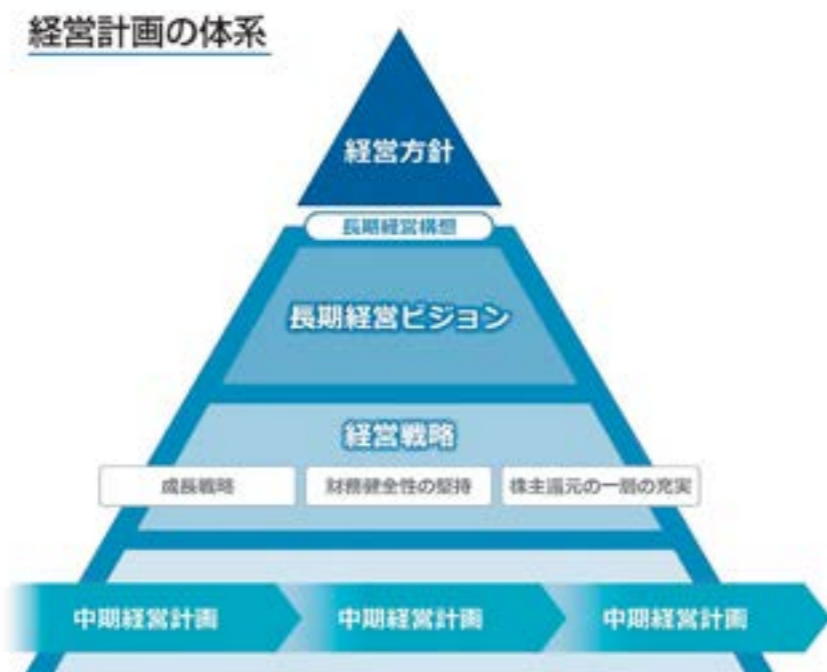 経営計画の体系
経営方針
長期経営構想
長期経営ビジョン
経営戦略
成長戦略
財務健全性の堅持
株主還元の一層の充実
中期経営計画
中期経営計画
中期経営計画